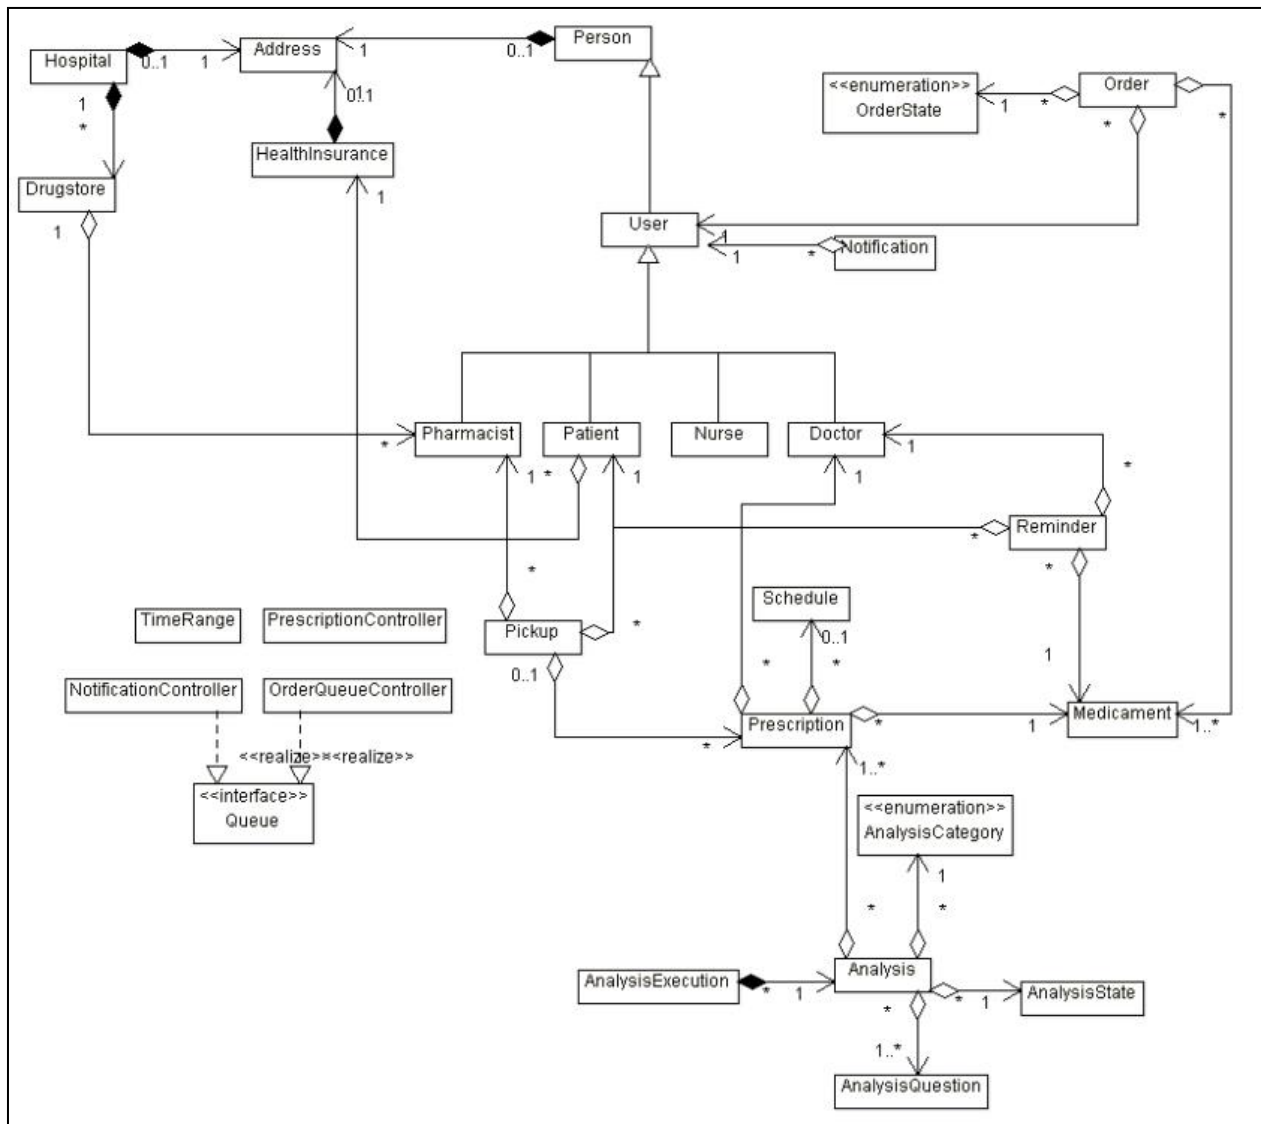 Hospital
0..1
1
Address
1
0..1
Person
1
*
0..1
1
<<enumeration>>
OrderState
1
*
Order
*
*
HealthInsurance
Drugstore
1
1
User
1
1
*
Notification
*
Pharmacist
Patient
Nurse
Doctor
1
*
1
1
1
*
*
Reminder
*
*
TimeRange
PrescriptionController
Pickup
*
0..1
Schedule
0..1
*
*
1
NotificationController
OrderQueueController
<<realize>>
<<realize>>
<<interface>>
Queue
*
Prescription
*
1
Medicament
1..*
1..*
<<enumeration>>
AnalysisCategory
1
*
*
AnalysisExecution
*
1
Analysis
*
1
AnalysisState
*
1..*
AnalysisQuestion